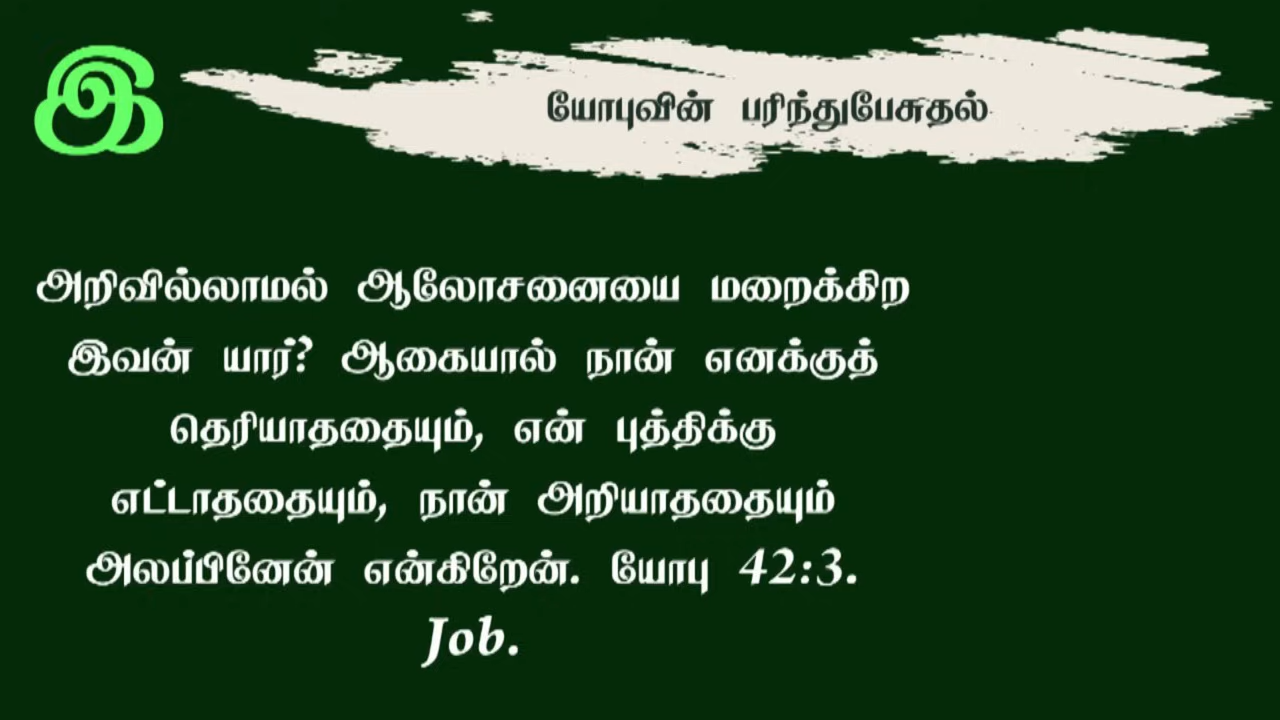 இ
யோபுவின் பரிந்துபேசுதல்
அறிவில்லாமல் ஆலோசனையை மறைக்கிற
இவன் யார்? ஆகையால் நான் எனக்குத்
தெரியாததையும், என் புத்திக்கு
எட்டாததையும், நான் அறியாததையும்
அலப்பினேன் என்கிறேன். யோபு 42:3.
Job.